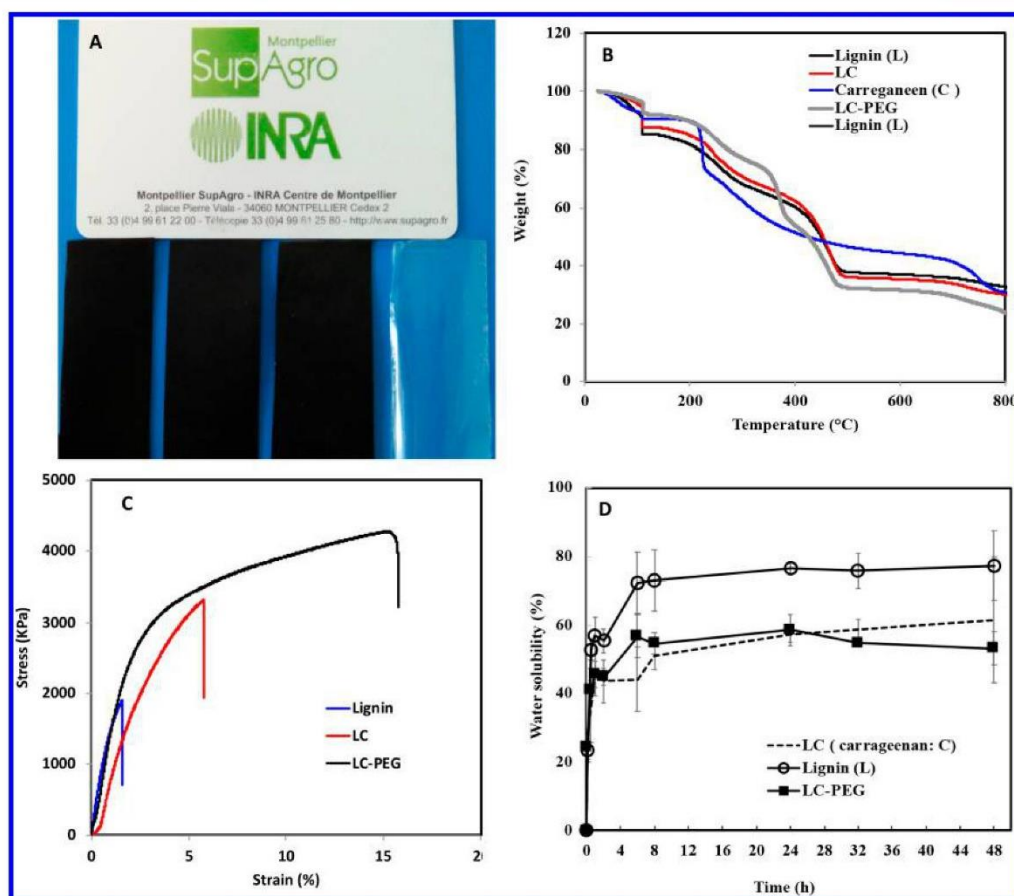 A
Montpellier
SupAgro
INRA
Montpellier SupAgro - INRA Centre de Montpellier
2, place Pierre Viala - 34060 MONTPELLIER Cedex 2
Tél. 33 (0)4 99 61 22 00 - Télécopie 33 (0)4 99 61 25 80 - http://www.supagro.fr
B
Lignin (L)
LC
Carreganeen (C )
LC-PEG
Lignin (L)
120
100
80
60
40
20
0
Weight (%)
0 200 400 600 800
Temperature (°C)
C
5000
4000
3000
2000
1000
0
Stress (KPa)
Lignin
LC
LC-PEG
0 5 10 15 20
Strain (%)
D
100
80
60
40
20
0
Water solubility (%)
LC ( carrageenan: C)
Lignin (L)
LC-PEG
0 4 8 12 16 20 24 28 32 36 40 44 48
Time (h)